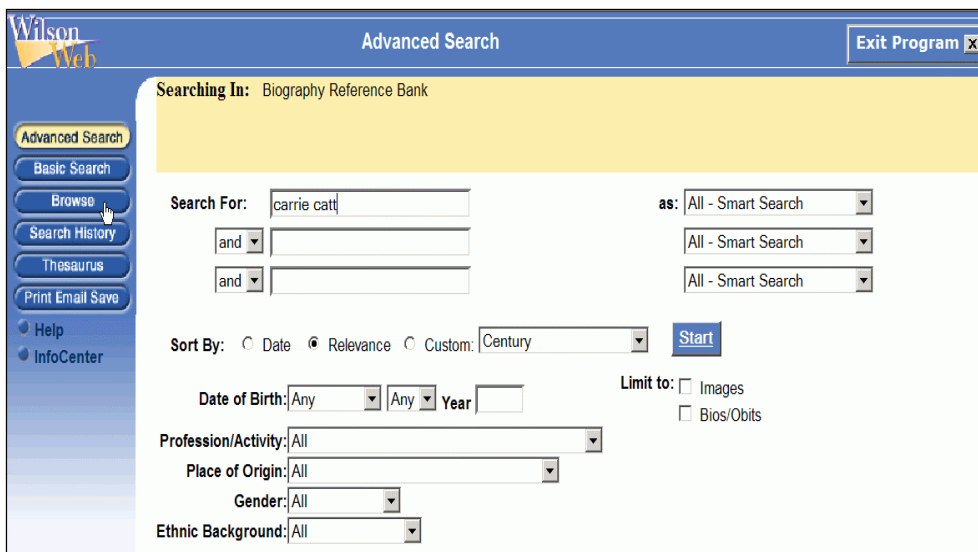 Wilson Web
Advanced Search
Exit Program X
Searching In: Biography Reference Bank
Advanced Search
Basic Search
Browse
Search History
Thesaurus
Print Email Save
Help
InfoCenter
Search For: carrie catt as: All - Smart Search
and All - Smart Search
and All - Smart Search
Sort By: Date Relevance Custom: Century Start
Date of Birth: Any Any Year Limit to: Images
Bios/Obits
Profession/Activity: All
Place of Origin: All
Gender: All
Ethnic Background: All